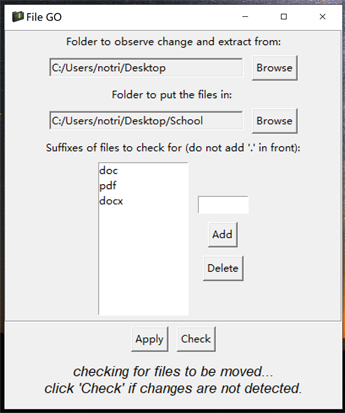 File GO
Folder to observe change and extract from:
C:/Users/notri/Desktop
Browse
Folder to put the files in:
C:/Users/notri/Desktop/School
Browse
Suffixes of files to check for (do not add '.' in front):
doc
pdf
docx
Add
Delete
Apply
Check
checking for files to be moved...
click 'Check' if changes are not detected.